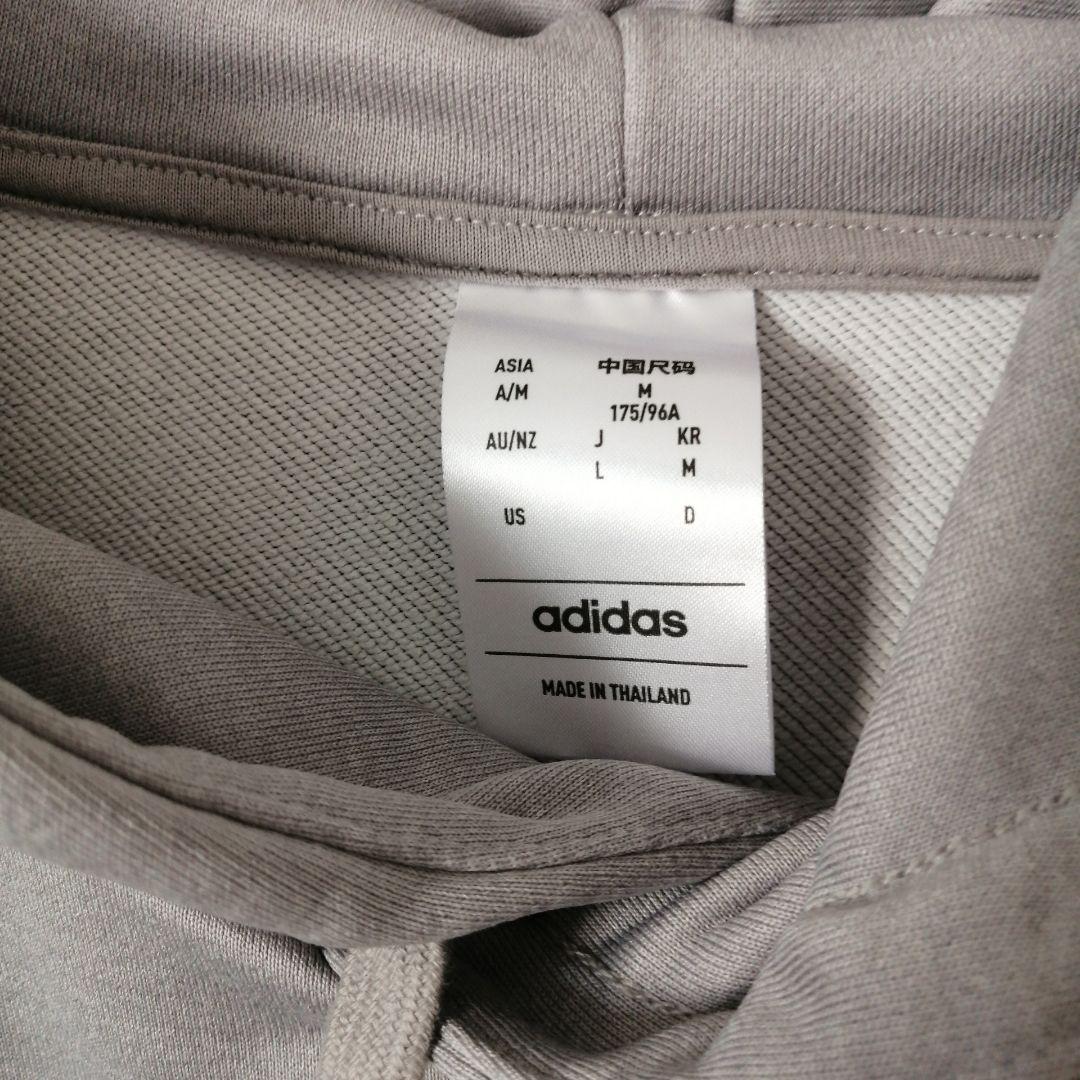 ASIA 中国尺码
A/M M
175/96A
AU/NZ J KR
L M
US D
adidas
MADE IN THAILAND